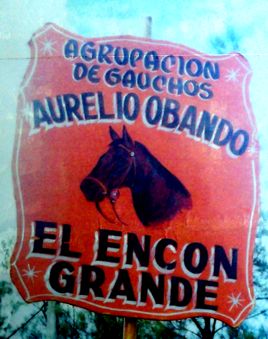 AGRUPACION
DE GAUCHOS
AURELIO OBANDO
EL ENCON
GRANDE